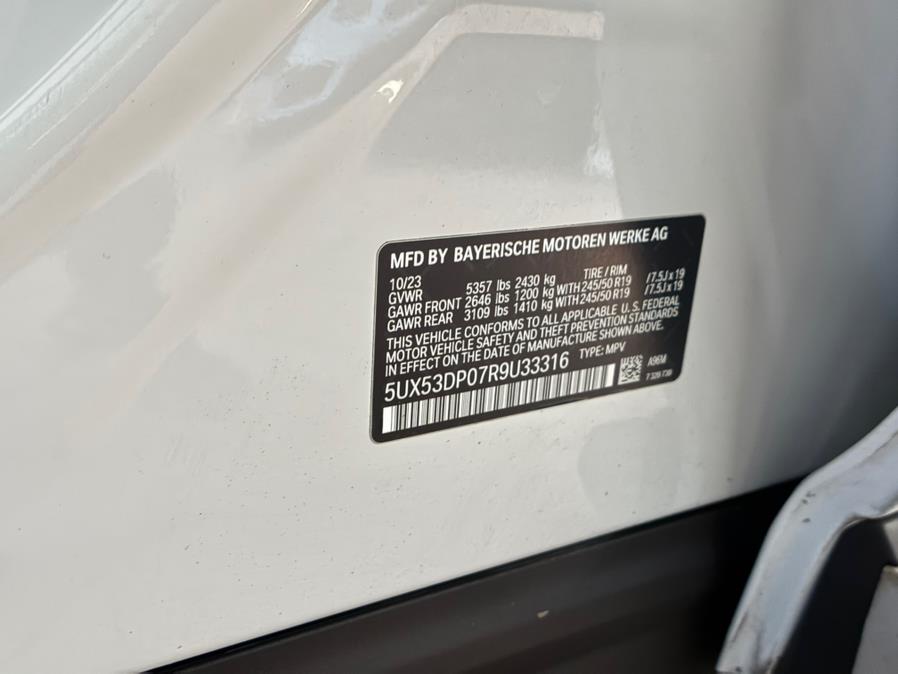 MFD BY BAYERISCHE MOTOREN WERKE AG
10/23 TIRE / RIM
GVWR 5357 lbs 2430 kg
GAWR FRONT 2646 lbs 1200 kg WITH 245/50 R19 /7.5J x 19
GAWR REAR 3109 lbs 1410 kg WITH 245/50 R19 /7.5J x 19
THIS VEHICLE CONFORMS TO ALL APPLICABLE U.S. FEDERAL
MOTOR VEHICLE SAFETY AND THEFT PREVENTION STANDARDS
IN EFFECT ON THE DATE OF MANUFACTURE SHOWN ABOVE.
5UX53DP07R9U33316 TYPE: MPV
A96M
7 328 739